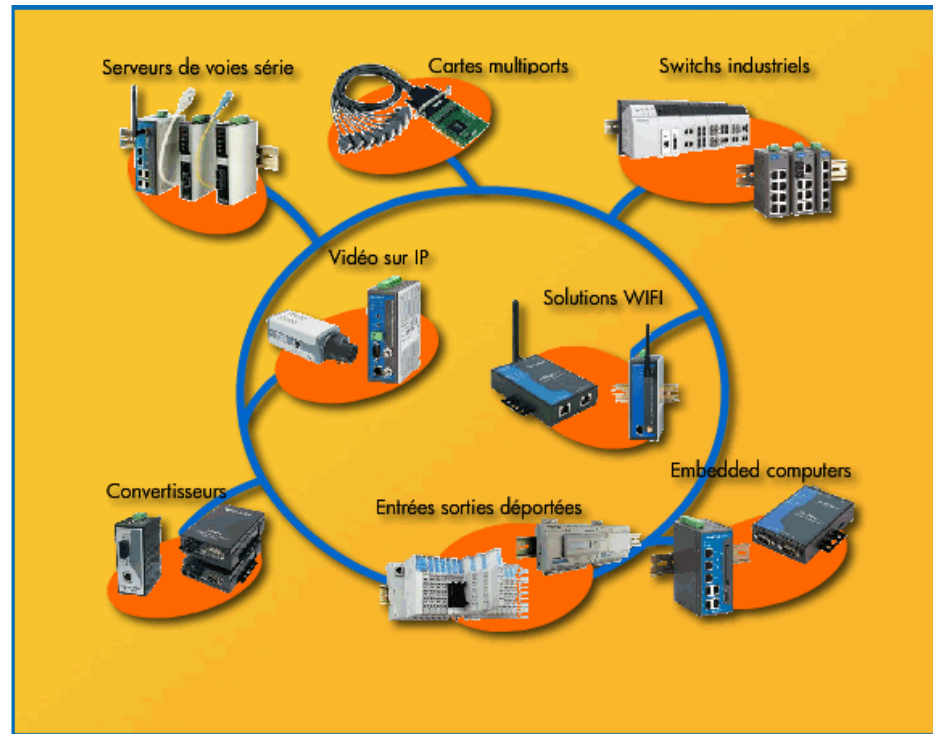 Serveurs de voies série
Cartes multiports
Switchs industriels
Vidéo sur IP
Solutions WIFI
Embedded computers
Convertisseurs
Entrées sorties déportées